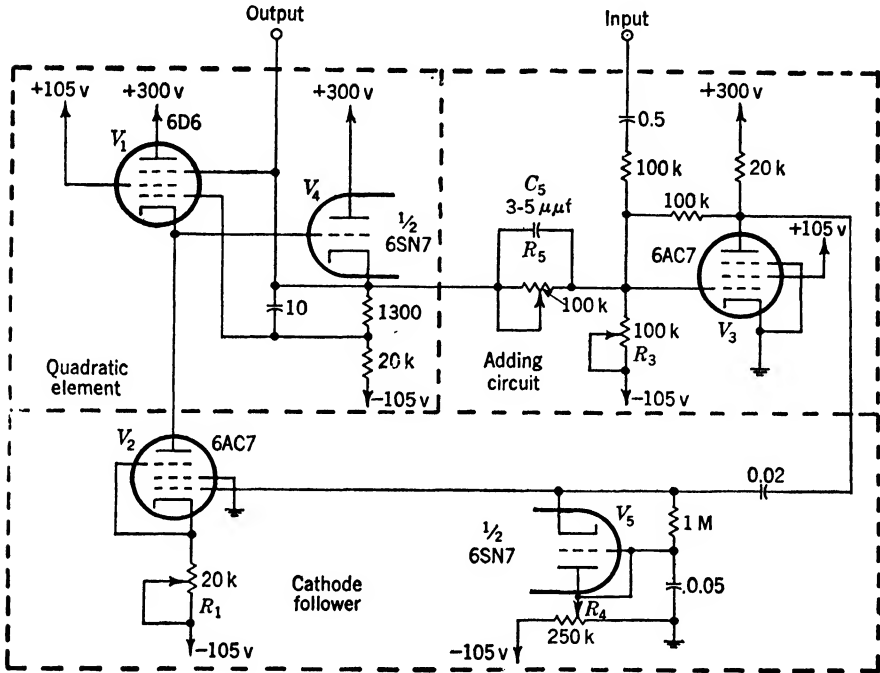 Output
Input
+105 v
+300 v
6D6
V1
+300 v
V4
1/2
6SN7
10
1300
20 k
-105 v
Quadratic
element
0.5
100 k
+300 v
20 k
100 k
C5
3-5 μμf
R5
100 k
6AC7
+105 v
V3
100 k
R3
-105 v
Adding
circuit
V2
6AC7
20 k
R1
-105 v
Cathode
follower
1/2
6SN7
V5
0.02
1 M
0.05
R4
250 k
-105 v